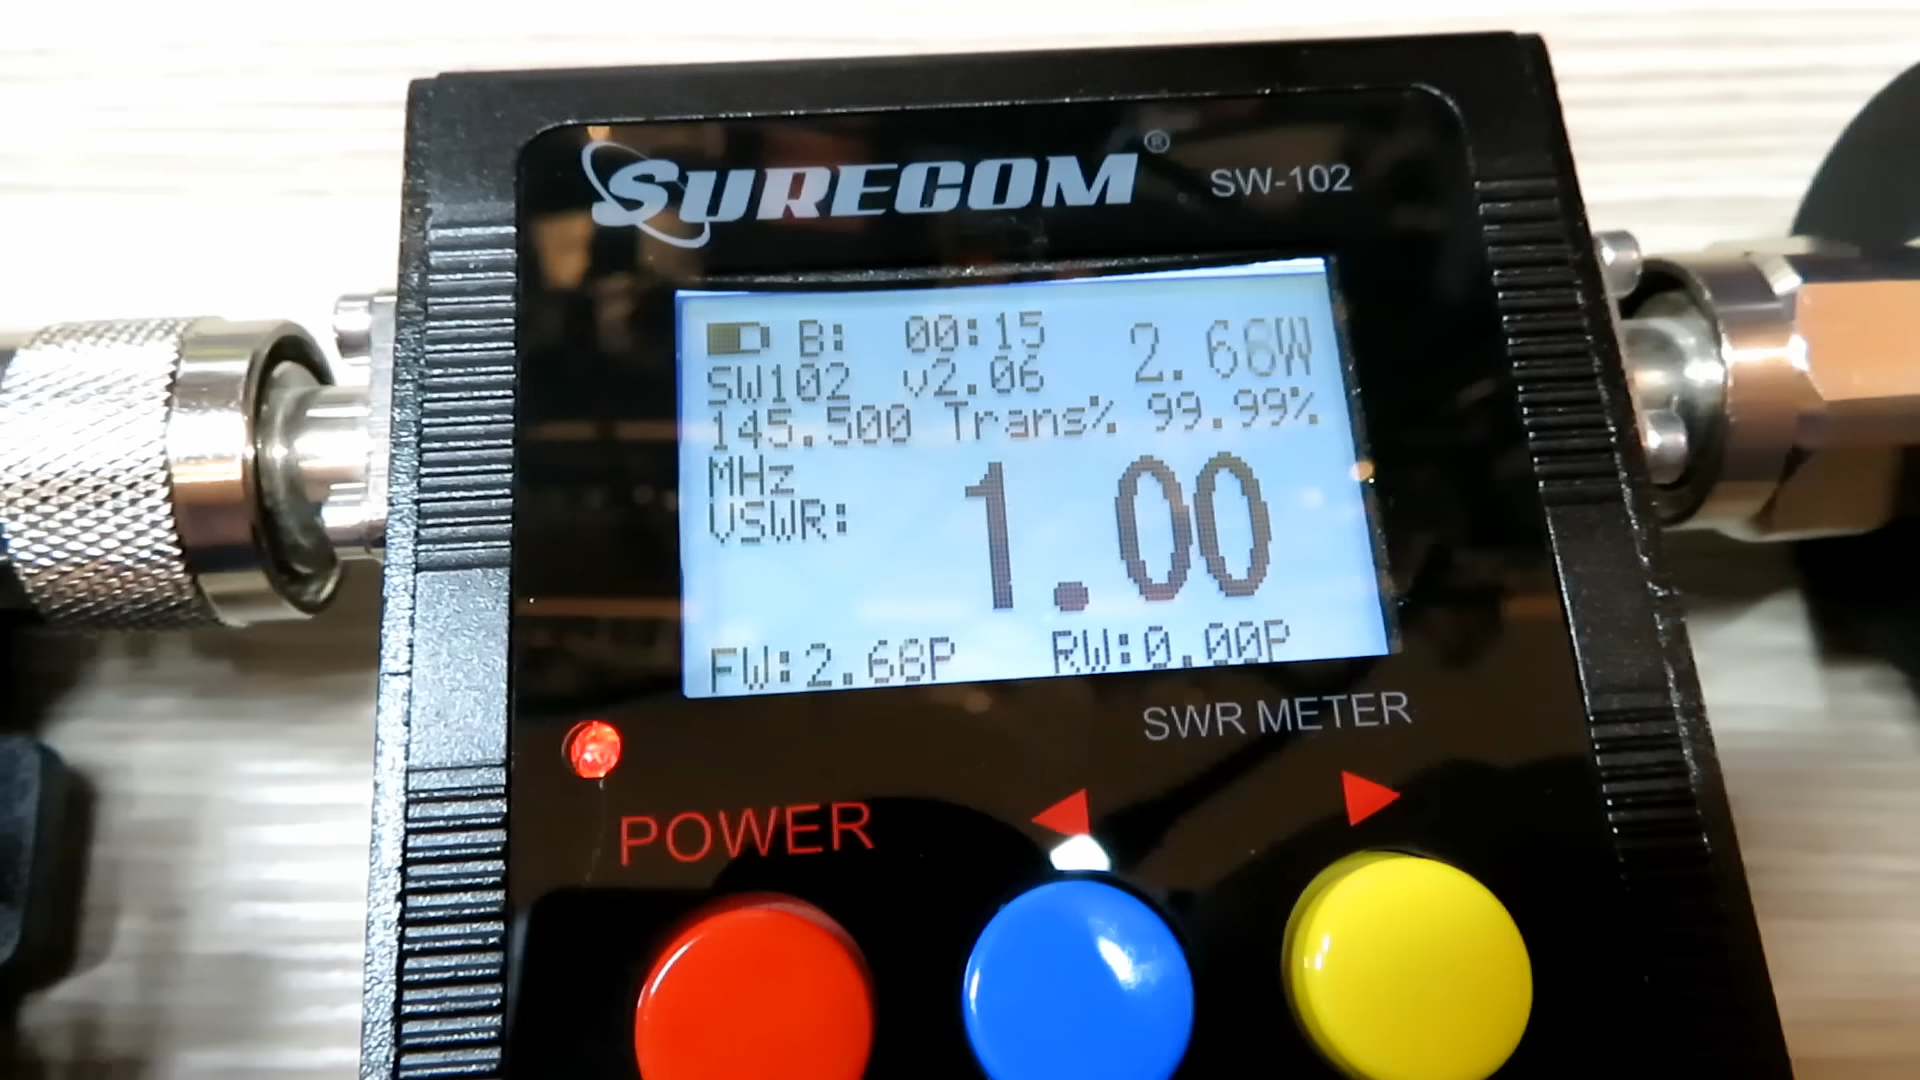 SURECOM® SW-102
B: 00:15 2.66W
SW102 v2.06
145.500 Trans% 99.99%
MHz
VSWR: 1.00
FW:2.66P RW:0.00P
SWR METER
POWER